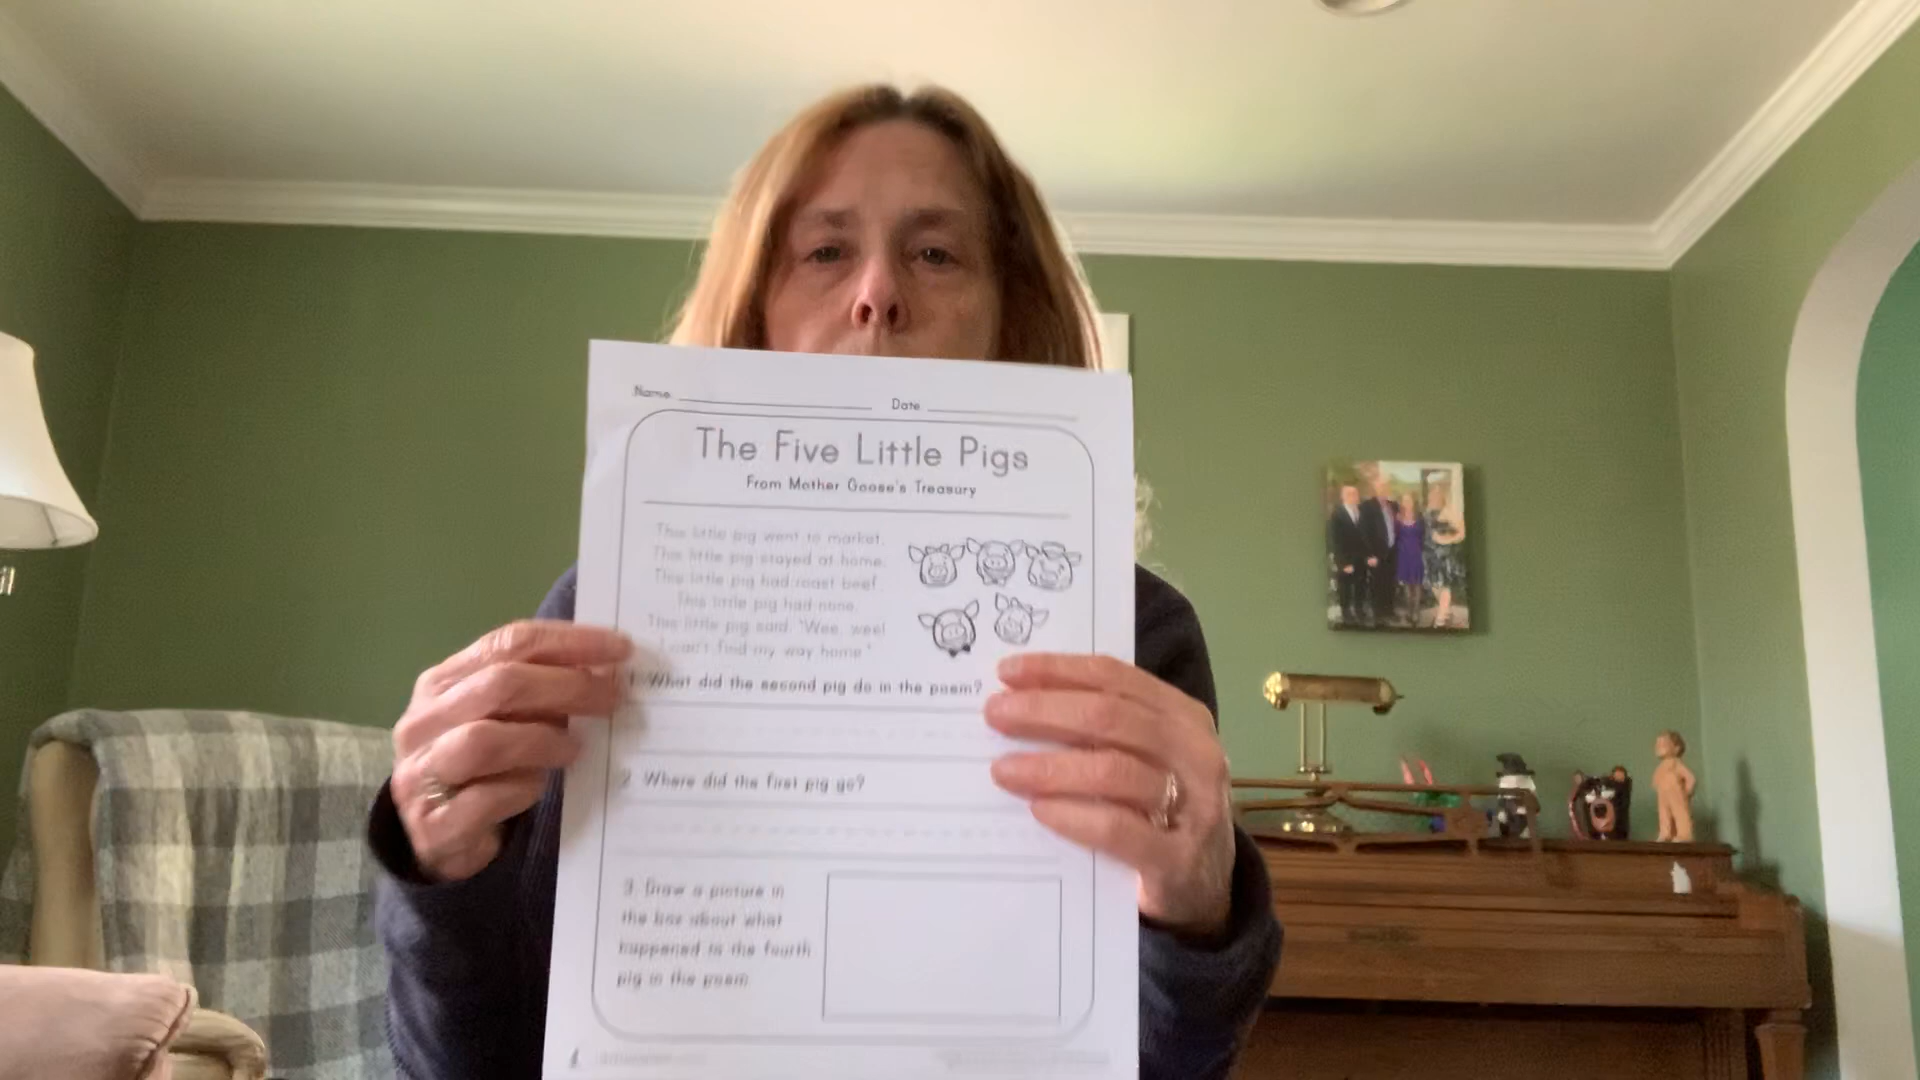 Name Date
The Five Little Pigs
From Mother Goose's Treasury
This little pig went to market.
This little pig stayed at home.
This little pig had roast beef.
This little pig had none.
This little pig said, "Wee, wee!
I can't find my way home."
1. What did the second pig do in the poem?
2. Where did the first pig go?
3. Draw a picture in
the box about what
happened to the fourth
pig in the poem